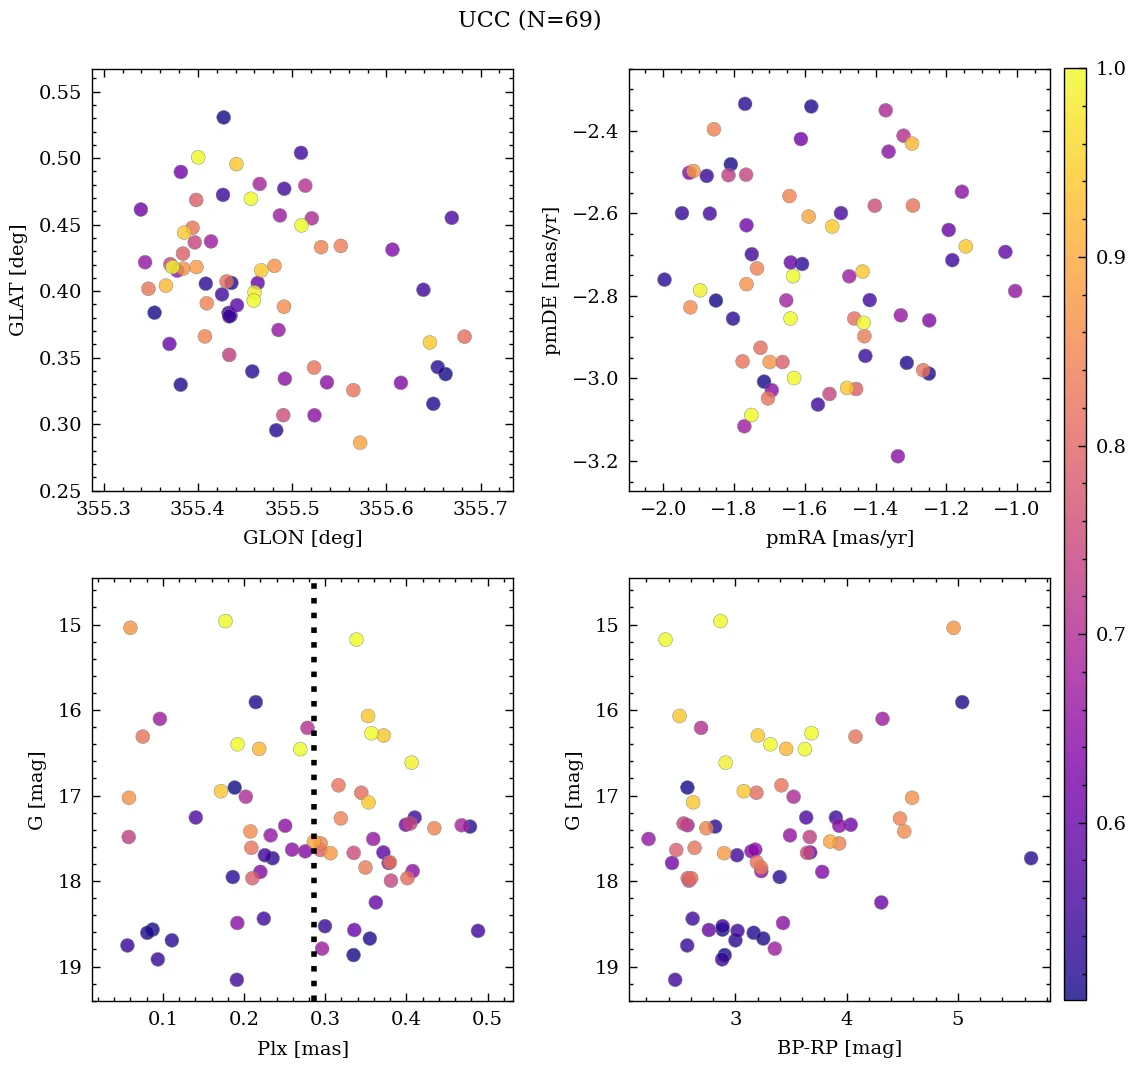 UCC (N=69)
0.55
0.50
0.45
0.40
0.35
0.30
0.25
GLAT [deg]
355.3 355.4 355.5 355.6 355.7
GLON [deg]
−2.4
−2.6
−2.8
−3.0
−3.2
pmDE [mas/yr]
−2.0 −1.8 −1.6 −1.4 −1.2 −1.0
pmRA [mas/yr]
1.0
0.9
0.8
0.7
0.6
15
16
17
18
19
G [mag]
0.1 0.2 0.3 0.4 0.5
Plx [mas]
15
16
17
18
19
G [mag]
3 4 5
BP-RP [mag]